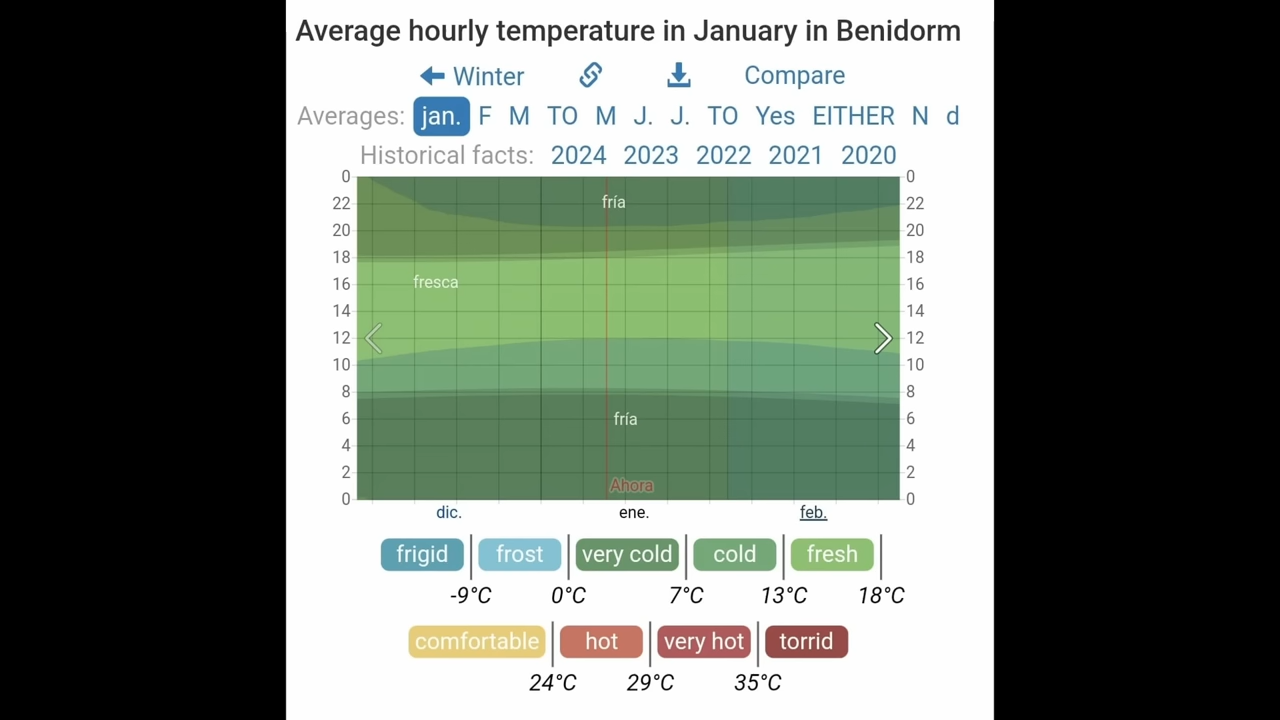 Average hourly temperature in January in Benidorm
Winter Compare
Averages: jan. F M TO M J. J. TO Yes EITHER N d
Historical facts: 2024 2023 2022 2021 2020
0 0
fría
22 22
20 20
18 18
fresca
16 16
14 14
12 12
10 10
8 8
6 fría 6
4 4
2 Ahora 2
0 0
dic. ene. feb.
frigid frost very cold cold fresh
-9°C 0°C 7°C 13°C 18°C
comfortable hot very hot torrid
24°C 29°C 35°C